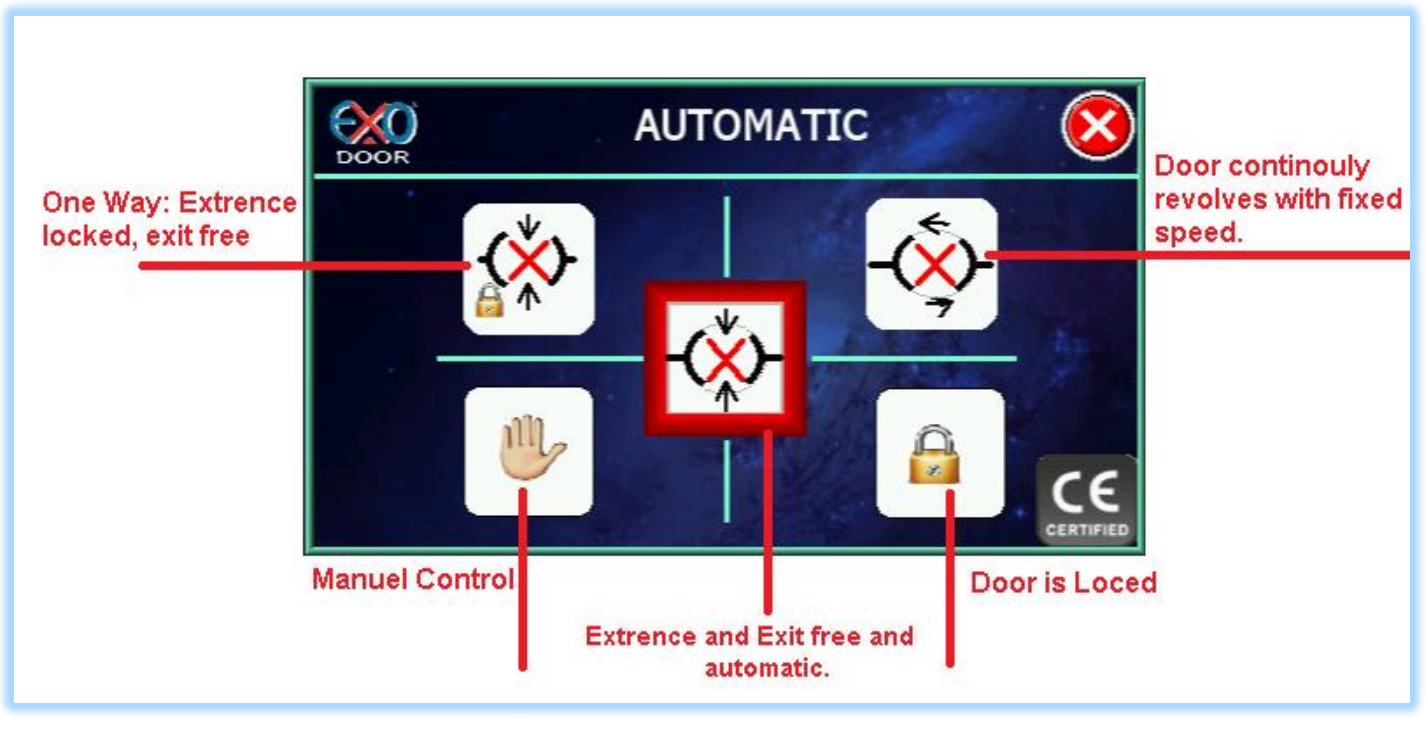 EXO
DOOR
AUTOMATIC
One Way: Extrence
locked, exit free
Door continouly
revolves with fixed
speed.
CE
CERTIFIED
Manuel Control
Door is Loced
Extrence and Exit free and
automatic.